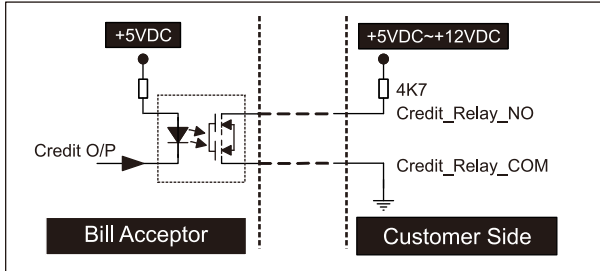 +5VDC
+5VDC~+12VDC
4K7
Credit_Relay_NO
Credit O/P
Credit_Relay_COM
Bill Acceptor
Customer Side